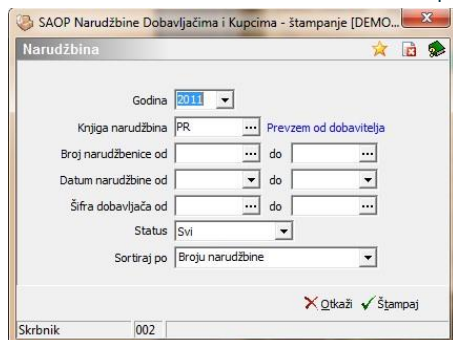 SAOP Narudžbine Dobavljačima i Kupcima - štampanje [DEMO...
Narudžbina
Godina 2011
Knjiga narudžbina PR ... Prevzem od dobavitelja
Broj narudžbenice od ... do ...
Datum narudžbine od do
Šifra dobavljača od ... do ...
Status Svi
Sortiraj po Broju narudžbine
Otkaži Štampaj
Skrbnik 002